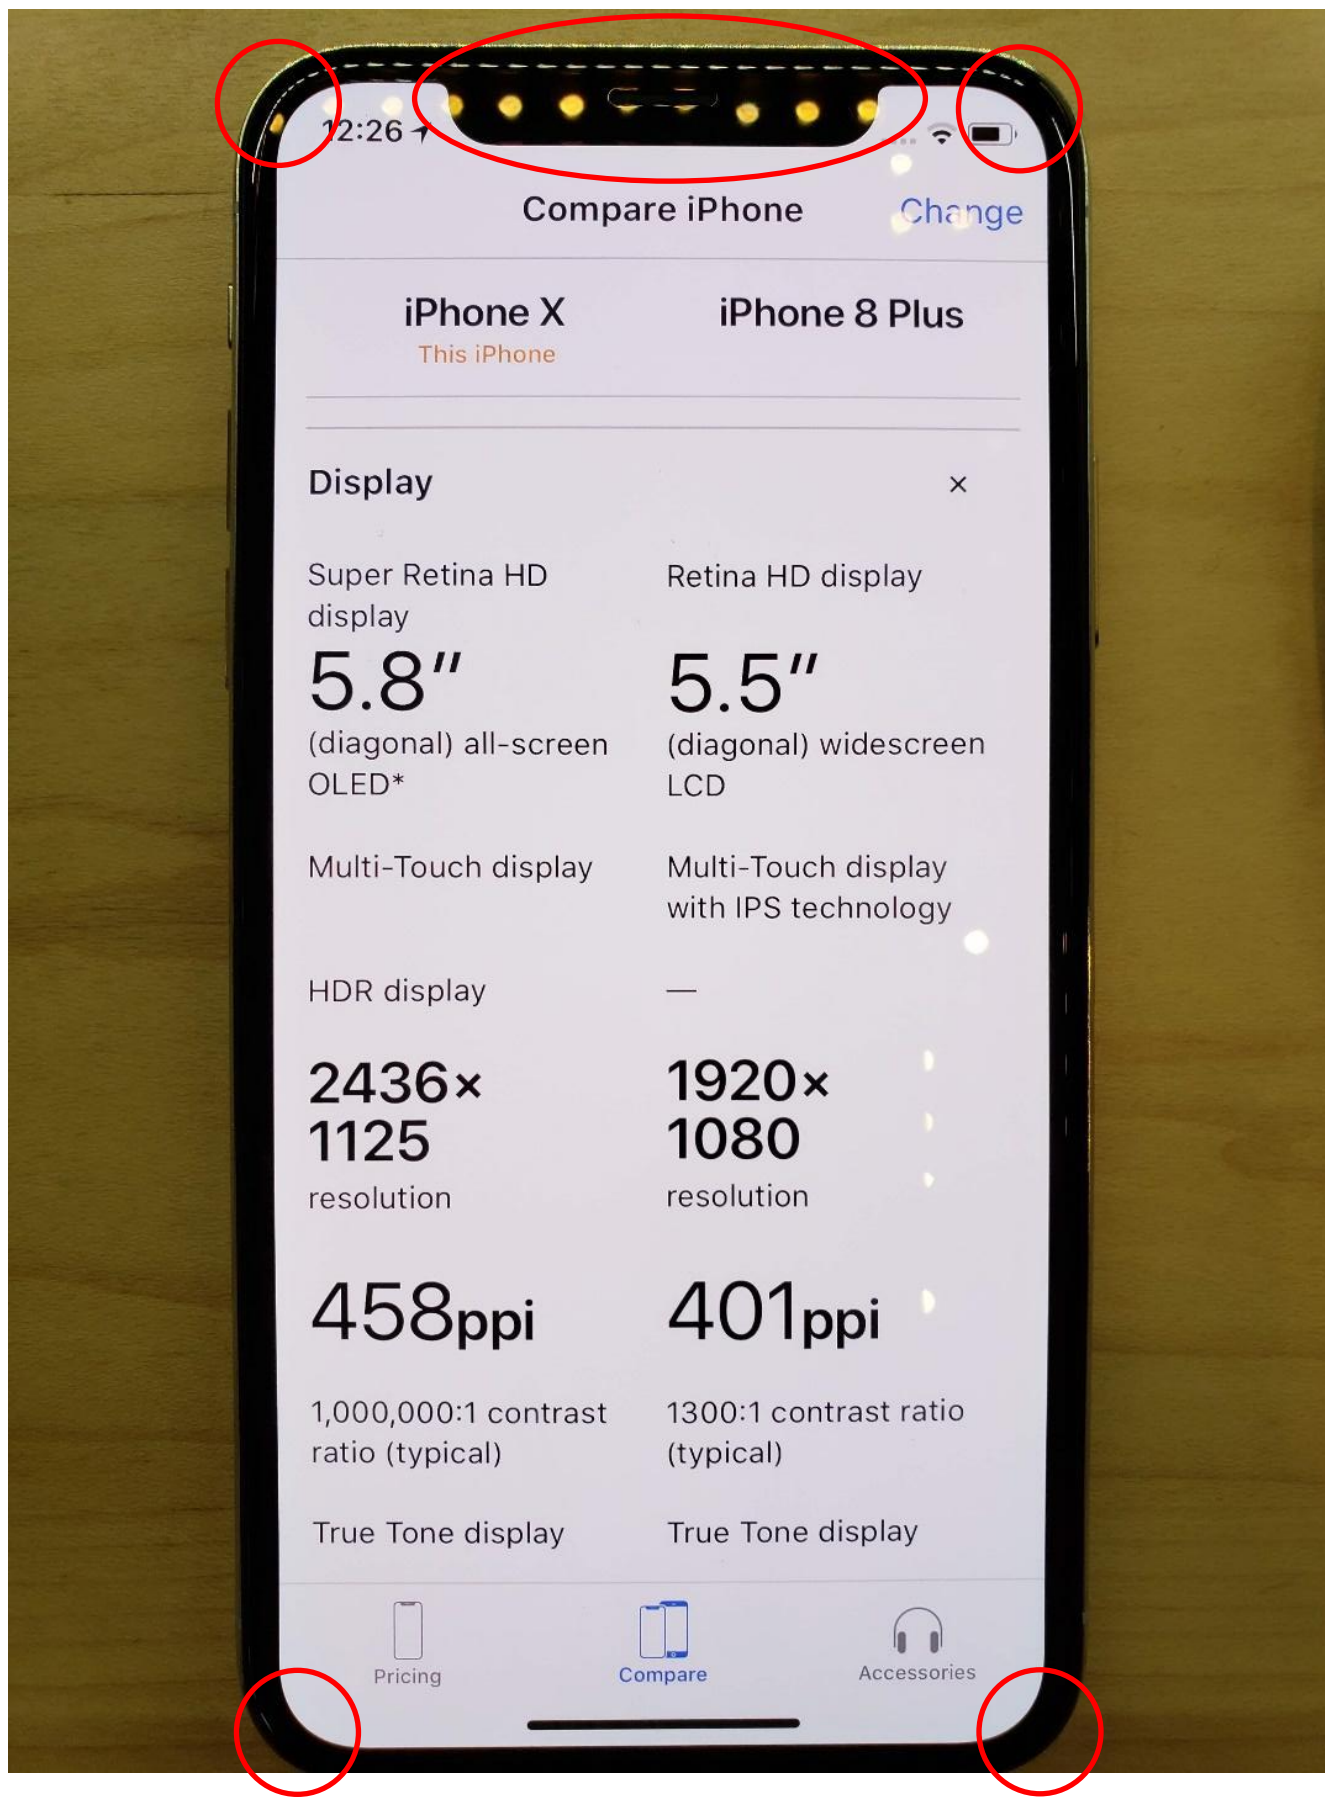 12:26
Compare iPhone Change
iPhone X iPhone 8 Plus
This iPhone
Display ×
Super Retina HD display Retina HD display
5.8" 5.5"
(diagonal) all-screen OLED* (diagonal) widescreen LCD
Multi-Touch display Multi-Touch display with IPS technology
HDR display —
2436× 1125 1920× 1080
resolution resolution
458ppi 401ppi
1,000,000:1 contrast ratio (typical) 1300:1 contrast ratio (typical)
True Tone display True Tone display
Pricing Compare Accessories